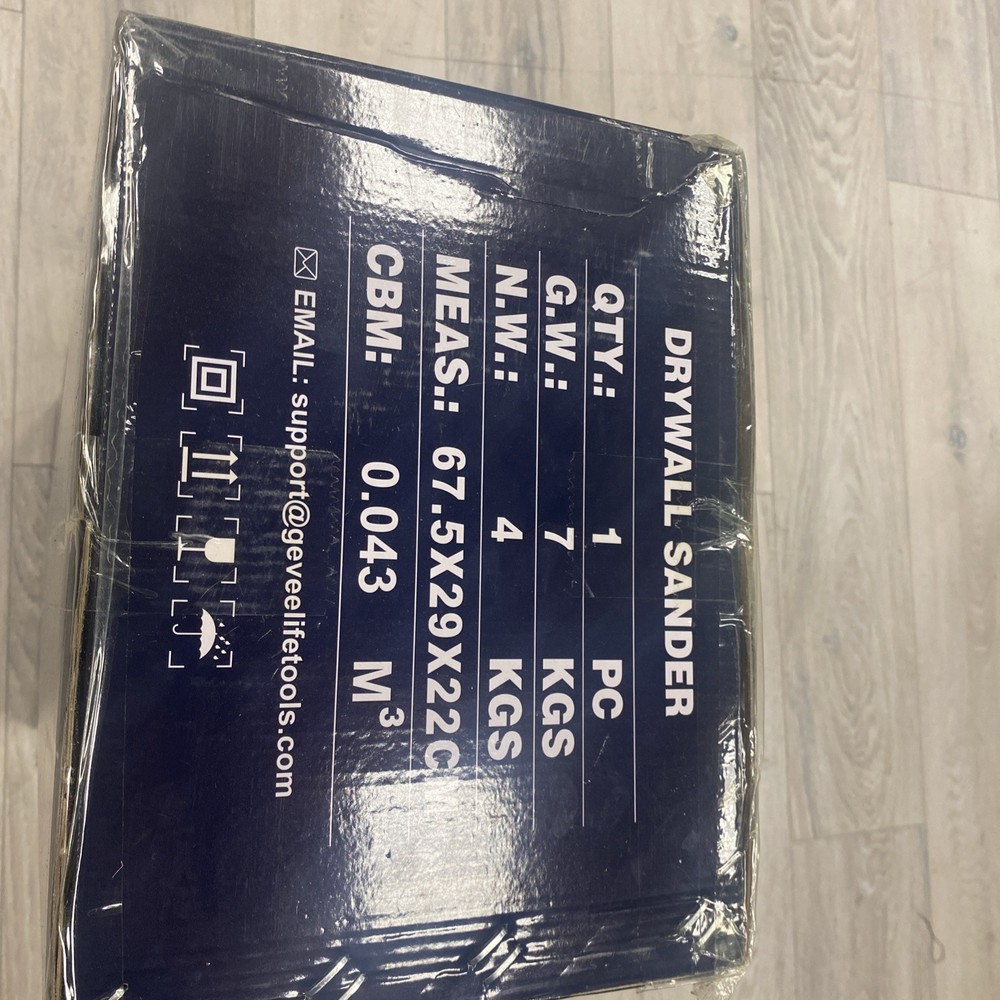 DRYWALL SANDER
QTY.: 1 PC
G.W.: 7 KGS
N.W.: 4 KGS
MEAS.: 67.5X29X22C
CBM: 0.043 M³
EMAIL: support@geveelifetools.com